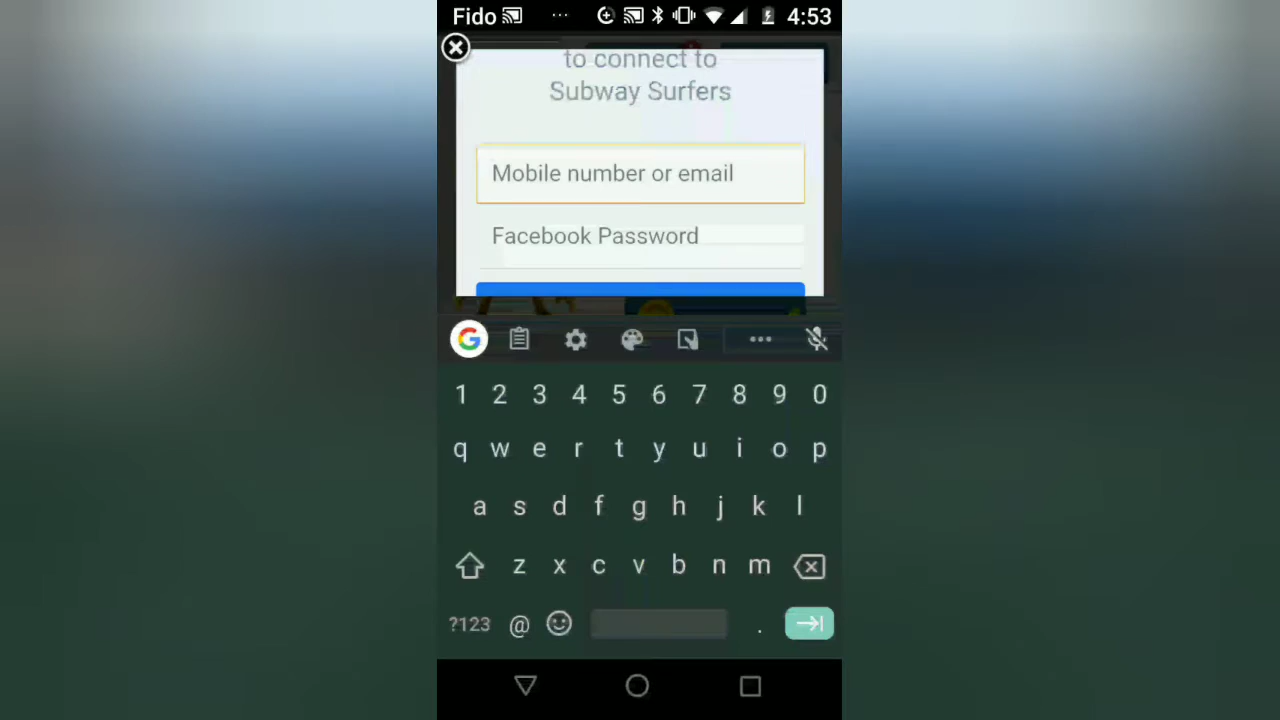 Fido 4:53
to connect to
Subway Surfers
Mobile number or email
Facebook Password
G
1 2 3 4 5 6 7 8 9 0
q w e r t y u i o p
a s d f g h j k l
z x c v b n m
?123 @ .